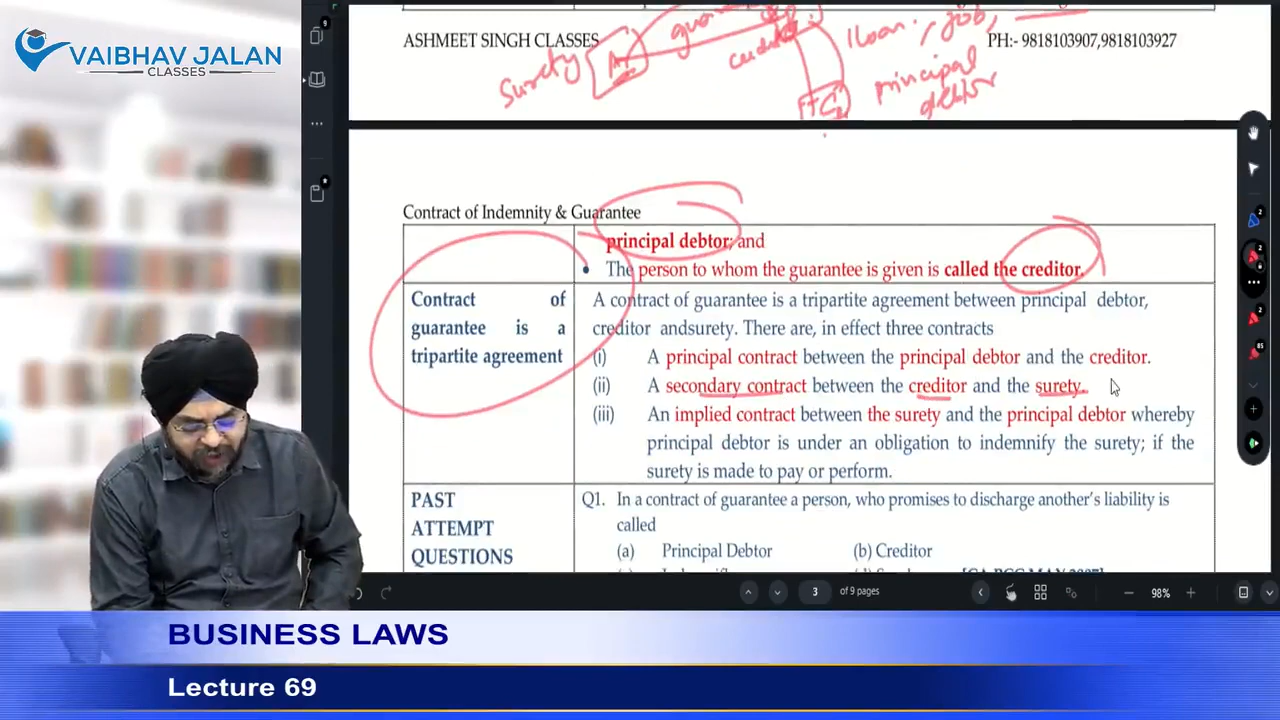 VAIBHAV JALAN
CLASSES
9
ASHMEET SINGH CLASSES
PH:- 9818103907,9818103927
Surety
1 loan, job,
principal
debtor
Contract of Indemnity & Guarantee
principal debtor; and
• The person to whom the guarantee is given is called the creditor.
Contract of
guarantee is a
tripartite agreement
A contract of guarantee is a tripartite agreement between principal debtor,
creditor andsurety. There are, in effect three contracts
(i) A principal contract between the principal debtor and the creditor.
(ii) A secondary contract between the creditor and the surety.
(iii) An implied contract between the surety and the principal debtor whereby
principal debtor is under an obligation to indemnify the surety; if the
surety is made to pay or perform.
PAST
ATTEMPT
QUESTIONS
Q1. In a contract of guarantee a person, who promises to discharge another's liability is
called
(a) Principal Debtor (b) Creditor
3 of 9 pages
98%
2
2
2
85
BUSINESS LAWS
Lecture 69